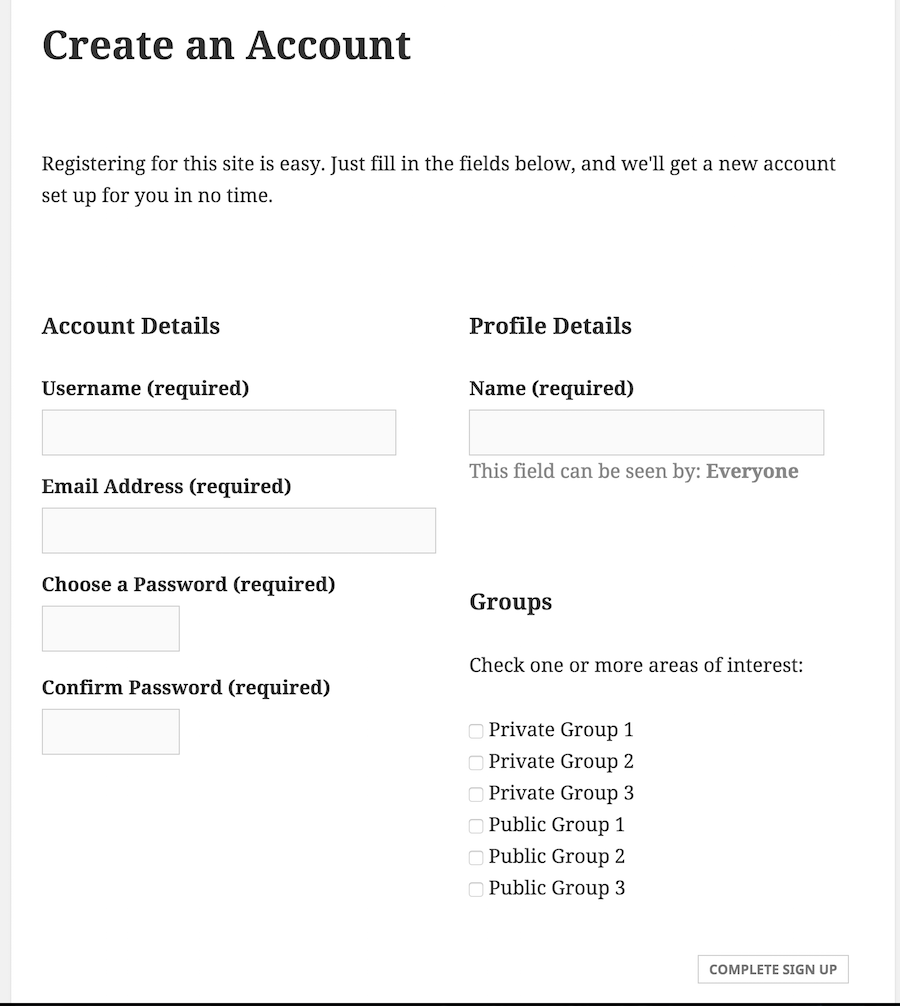 Create an Account
Registering for this site is easy. Just fill in the fields below, and we'll get a new account
set up for you in no time.
Account Details
Username (required)
Email Address (required)
Choose a Password (required)
Confirm Password (required)
Profile Details
Name (required)
This field can be seen by: Everyone
Groups
Check one or more areas of interest:
Private Group 1
Private Group 2
Private Group 3
Public Group 1
Public Group 2
Public Group 3
COMPLETE SIGN UP